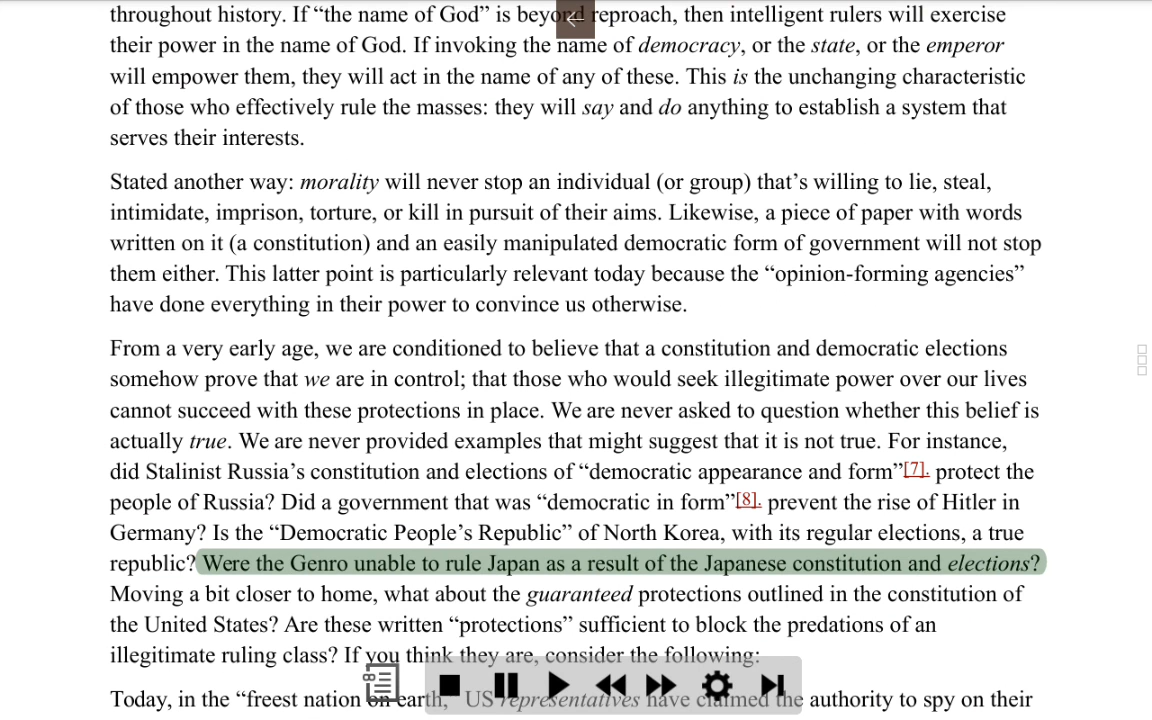 throughout history. If “the name of God” is beyond reproach, then intelligent rulers will exercise
their power in the name of God. If invoking the name of democracy, or the state, or the emperor
will empower them, they will act in the name of any of these. This is the unchanging characteristic
of those who effectively rule the masses: they will say and do anything to establish a system that
serves their interests.
Stated another way: morality will never stop an individual (or group) that’s willing to lie, steal,
intimidate, imprison, torture, or kill in pursuit of their aims. Likewise, a piece of paper with words
written on it (a constitution) and an easily manipulated democratic form of government will not stop
them either. This latter point is particularly relevant today because the “opinion-forming agencies”
have done everything in their power to convince us otherwise.
From a very early age, we are conditioned to believe that a constitution and democratic elections
somehow prove that we are in control; that those who would seek illegitimate power over our lives
cannot succeed with these protections in place. We are never asked to question whether this belief is
actually true. We are never provided examples that might suggest that it is not true. For instance,
did Stalinist Russia’s constitution and elections of “democratic appearance and form”[7]. protect the
people of Russia? Did a government that was “democratic in form”[8]. prevent the rise of Hitler in
Germany? Is the “Democratic People’s Republic” of North Korea, with its regular elections, a true
republic? Were the Genro unable to rule Japan as a result of the Japanese constitution and elections?
Moving a bit closer to home, what about the guaranteed protections outlined in the constitution of
the United States? Are these written “protections” sufficient to block the predations of an
illegitimate ruling class? If you think they are, consider the following:
Today, in the “freest nation on earth,” US representatives have claimed the authority to spy on their